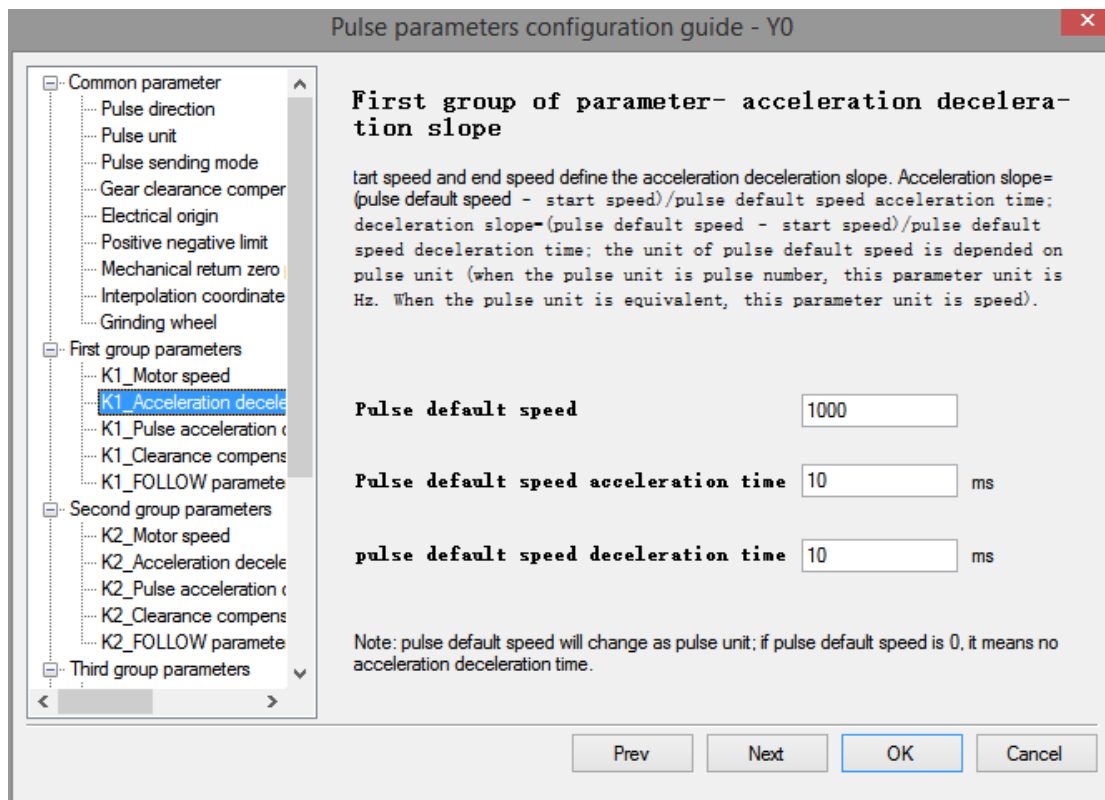 Pulse parameters configuration guide - Y0
Common parameter
Pulse direction
Pulse unit
Pulse sending mode
Gear clearance comper
Electrical origin
Positive negative limit
Mechanical return zero
Interpolation coordinate
Grinding wheel
First group parameters
K1_Motor speed
K1_Acceleration decele
K1_Pulse acceleration
K1_Clearance compens
K1_FOLLOW paramete
Second group parameters
K2_Motor speed
K2_Acceleration decele
K2_Pulse acceleration
K2_Clearance compens
K2_FOLLOW paramete
Third group parameters
First group of parameter- acceleration decelera-
tion slope
tart speed and end speed define the acceleration deceleration slope. Acceleration slope=
(pulse default speed - start speed)/pulse default speed acceleration time;
deceleration slope=(pulse default speed - start speed)/pulse default
speed deceleration time; the unit of pulse default speed is depended on
pulse unit (when the pulse unit is pulse number, this parameter unit is
Hz. When the pulse unit is equivalent, this parameter unit is speed).
Pulse default speed 1000
Pulse default speed acceleration time 10 ms
pulse default speed deceleration time 10 ms
Note: pulse default speed will change as pulse unit; if pulse default speed is 0, it means no
acceleration deceleration time.
Prev Next OK Cancel